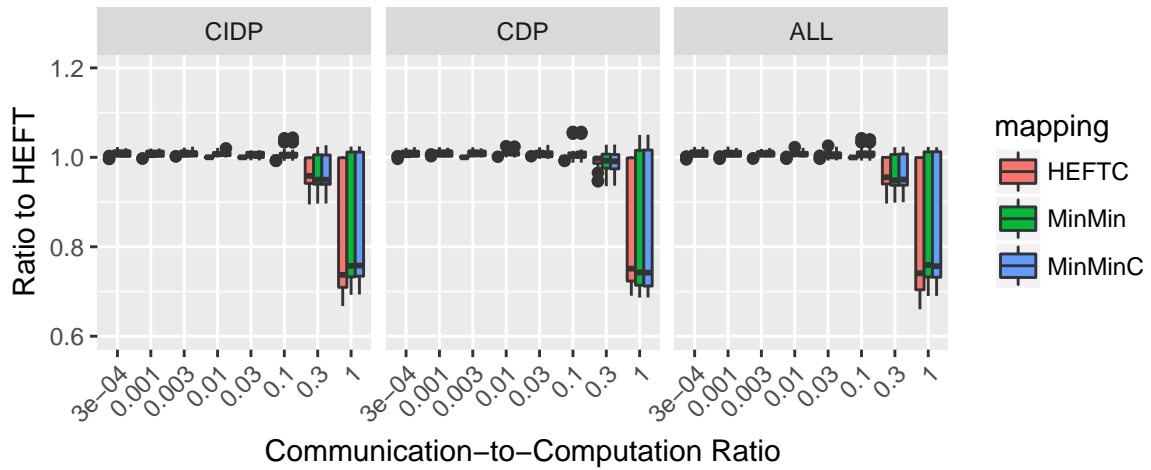 CIDP CDP ALL
Ratio to HEFT
1.2
1.0
0.8
0.6
3e−04 0.001 0.003 0.01 0.03 0.1 0.3 1 3e−04 0.001 0.003 0.01 0.03 0.1 0.3 1 3e−04 0.001 0.003 0.01 0.03 0.1 0.3 1
Communication−to−Computation Ratio
mapping
HEFTC
MinMin
MinMinC